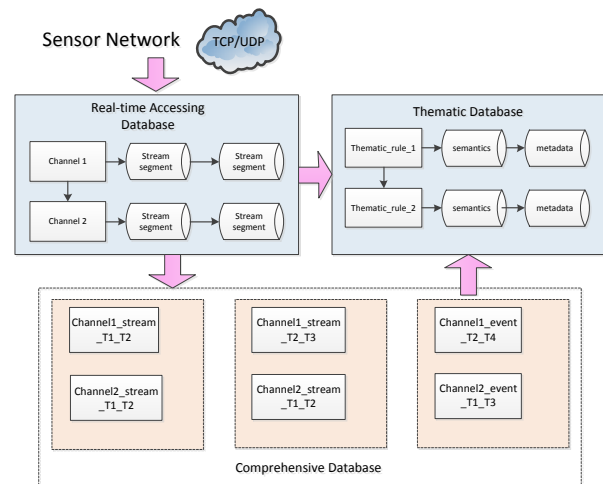 Sensor Network
TCP/UDP
Real-time Accessing
Database
Channel 1
Stream
segment
Stream
segment
Channel 2
Stream
segment
Stream
segment
Thematic Database
Thematic_rule_1
semantics
metadata
Thematic_rule_2
semantics
metadata
Channel1_stream
_T1_T2
Channel2_stream
_T1_T2
Channel1_stream
_T2_T3
Channel2_stream
_T1_T2
Channel1_event
_T2_T4
Channel2_event
_T1_T3
Comprehensive Database